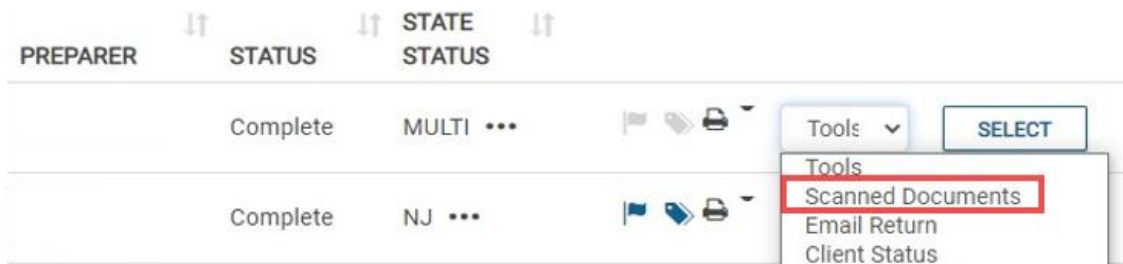 PREPARER STATUS STATE STATUS
Complete MULTI ••• Tools SELECT
Tools
Scanned Documents
Complete NJ •••
Email Return
Client Status